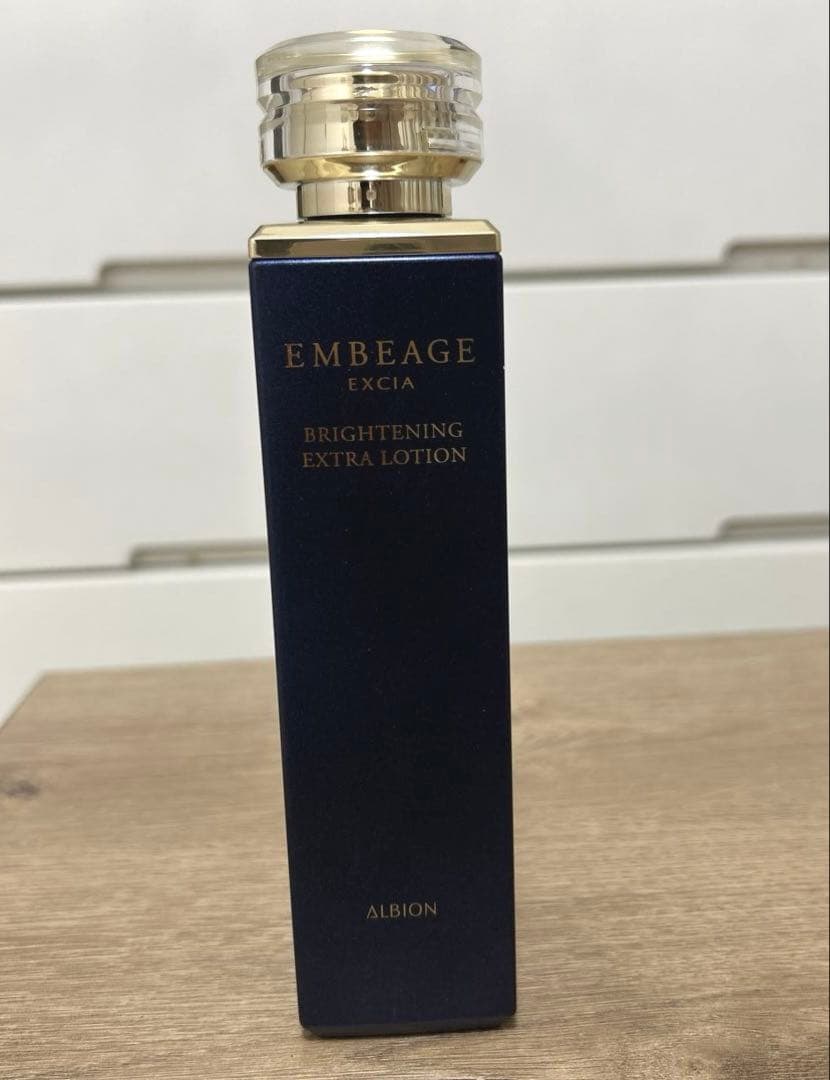 EMBEAGE
EXCIA
BRIGHTENING
EXTRA LOTION
ALBION